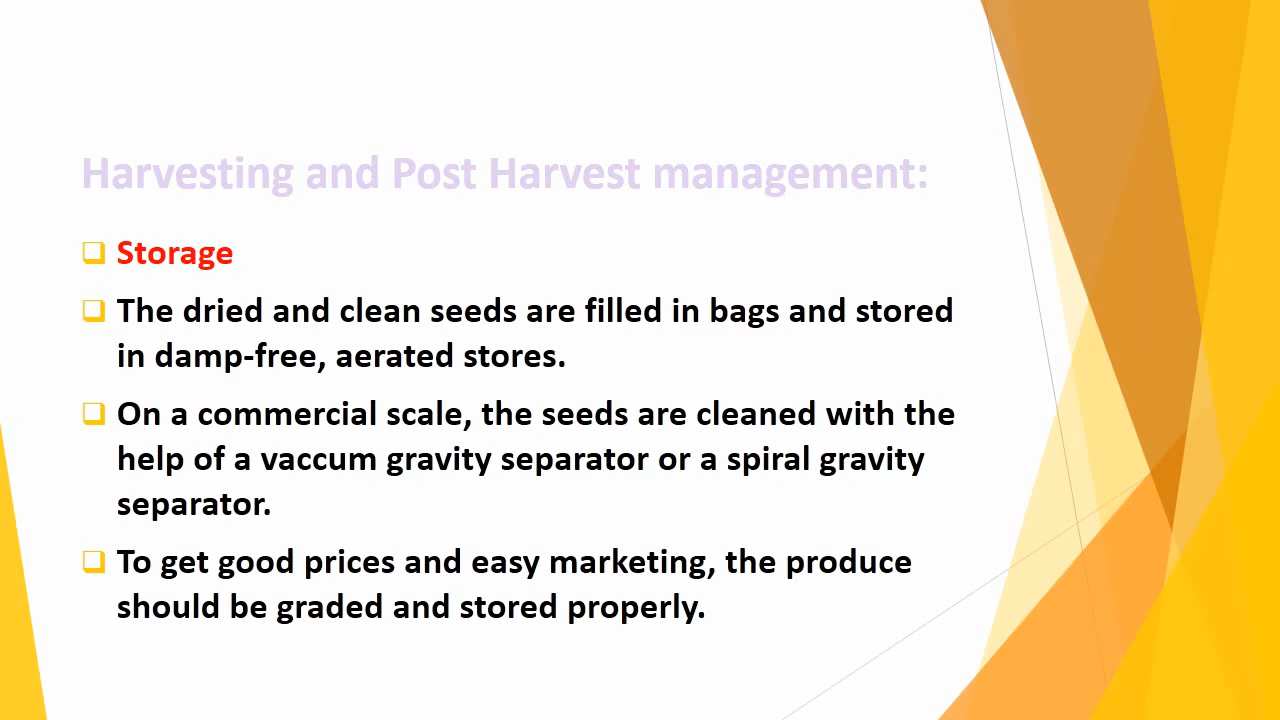 Harvesting and Post Harvest management:
Storage
The dried and clean seeds are filled in bags and stored
in damp-free, aerated stores.
On a commercial scale, the seeds are cleaned with the
help of a vaccum gravity separator or a spiral gravity
separator.
To get good prices and easy marketing, the produce
should be graded and stored properly.